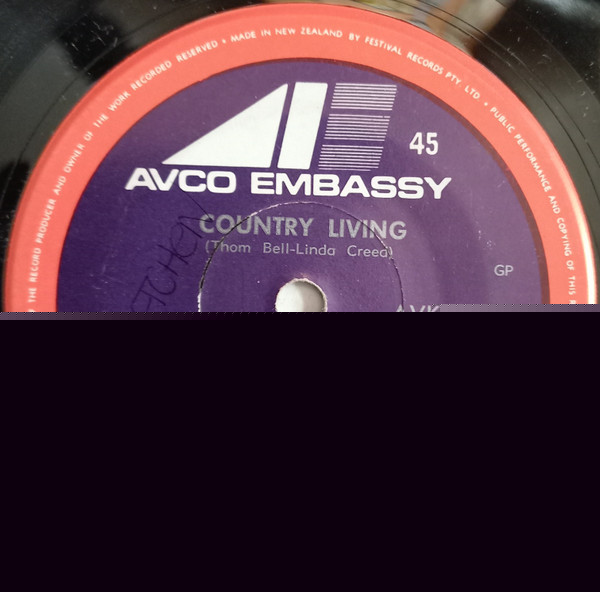 THE RECORD PRODUCER AND OWNER OF THE WORK RECORDED RESERVED • MADE IN NEW ZEALAND BY FESTIVAL RECORDS PTY. LTD • PUBLIC PERFORMANCE AND COPYING OF THIS
45
AVCO EMBASSY
COUNTRY LIVING
(Thom Bell-Linda Creed)
GP